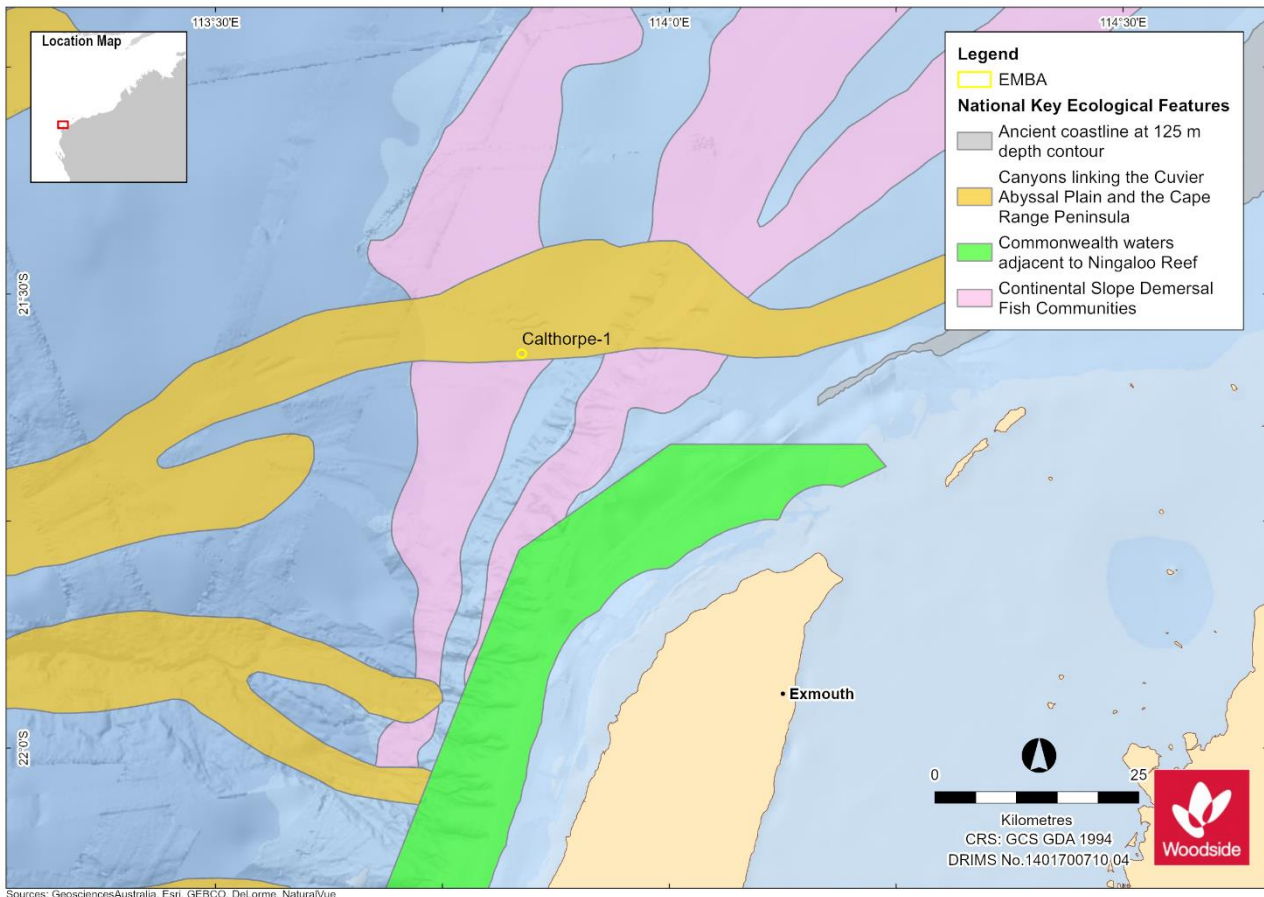 113°30'E
114°0'E
114°30'E
Location Map
Legend
EMBA
National Key Ecological Features
Ancient coastline at 125 m
depth contour
Canyons linking the Cuvier
Abyssal Plain and the Cape
Range Peninsula
Commonwealth waters
adjacent to Ningaloo Reef
Continental Slope Demersal
Fish Communities
21°30'S
Calthorpe-1
Exmouth
22°0'S
0 25
Kilometres
CRS: GCS GDA 1994
DRIMS No.1401700710 04
Woodside
Sources: GeosciencesAustralia, Esri, GEBCO, DeLorme, NaturalVue